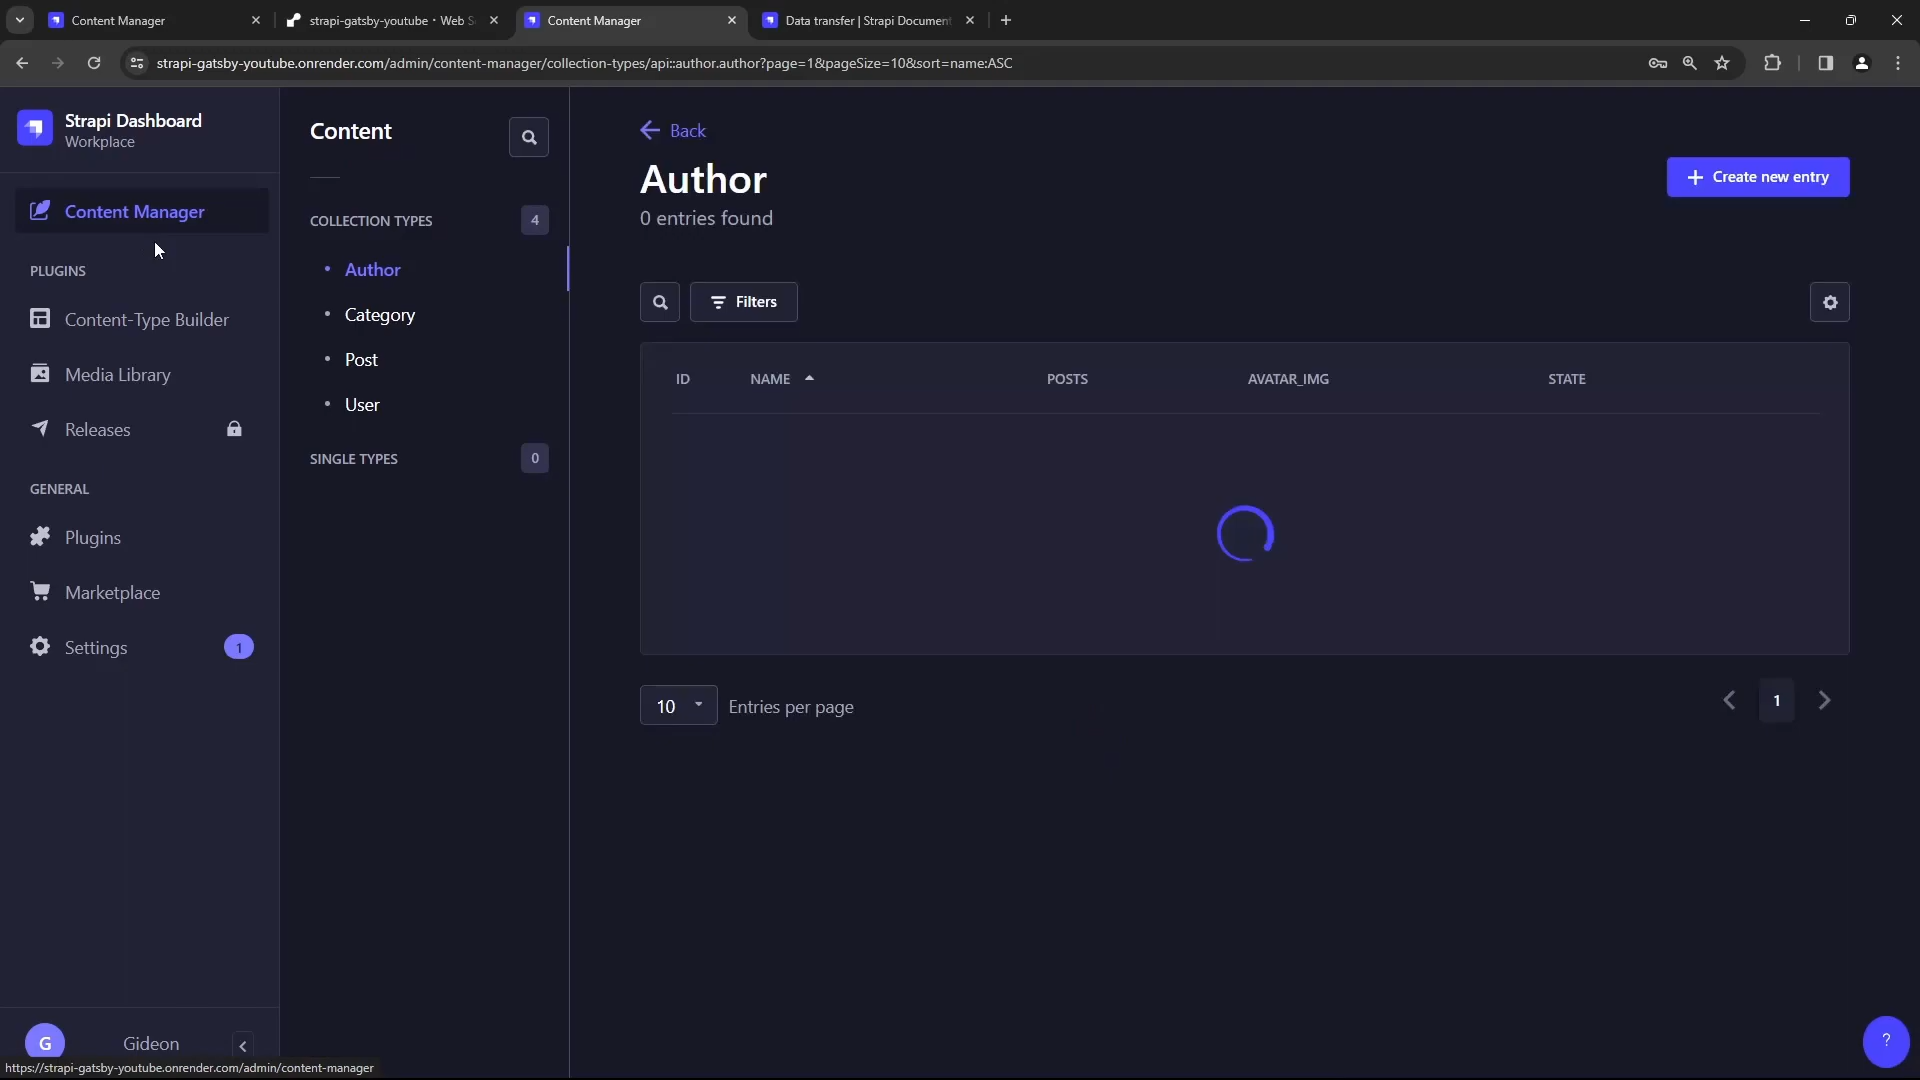 Content Manager
strapi-gatsby-youtube · Web S
Content Manager
Data transfer | Strapi Document
strapi-gatsby-youtube.onrender.com/admin/content-manager/collection-types/api::author.author?page=1&pageSize=10&sort=name:ASC
Strapi Dashboard
Workplace
Content Manager
PLUGINS
Content-Type Builder
Media Library
Releases
GENERAL
Plugins
Marketplace
Settings
1
G
Gideon
https://strapi-gatsby-youtube.onrender.com/admin/content-manager
Content
COLLECTION TYPES
4
Author
Category
Post
User
SINGLE TYPES
0
Back
Author
0 entries found
Create new entry
Filters
ID NAME POSTS AVATAR_IMG STATE
10 Entries per page
1
?